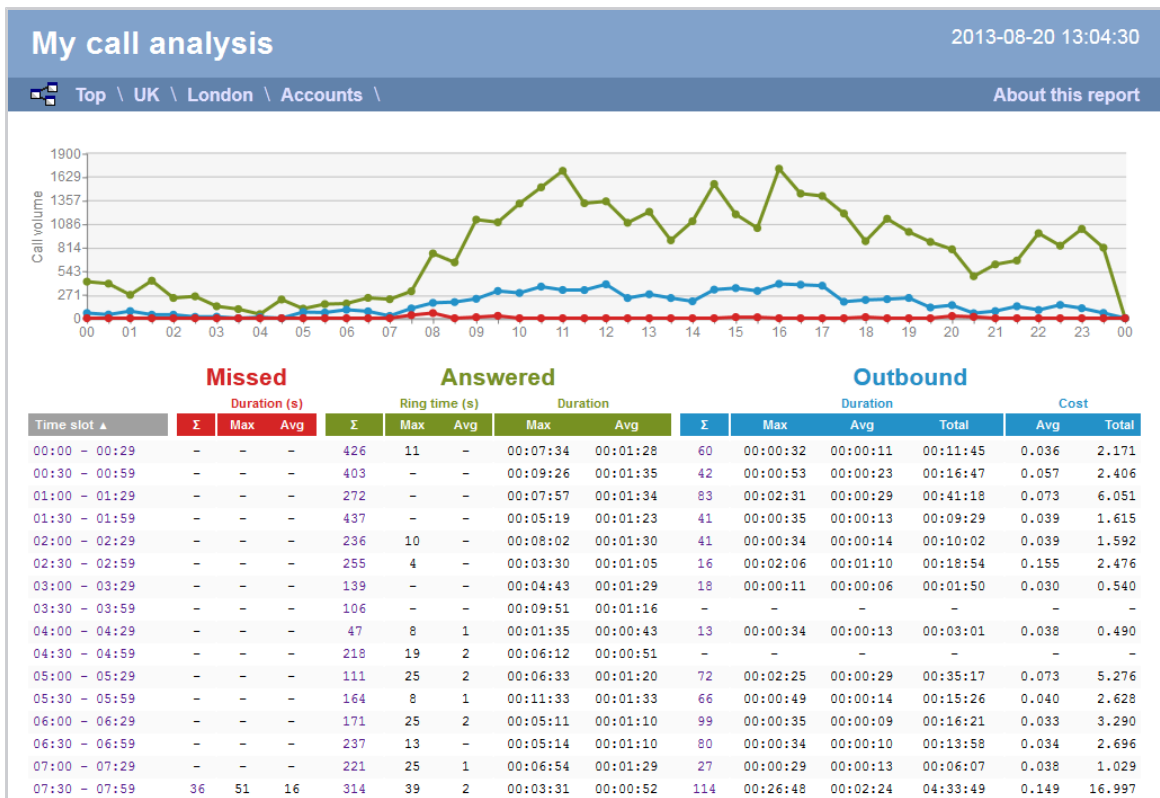 My call analysis 2013-08-20 13:04:30
Top \ UK \ London \ Accounts \ About this report
1900
1629
1357
1086
814
543
271
0
Call volume
00 01 02 03 04 05 06 07 08 09 10 11 12 13 14 15 16 17 18 19 20 21 22 23 00
Missed Answered Outbound
Duration (s) Ring time (s) Duration Duration Cost
Time slot ▲ Σ Max Avg Σ Max Avg Max Avg Σ Max Avg Total Avg Total
00:00 - 00:29 - - - 426 11 - 00:07:34 00:01:28 60 00:00:32 00:00:11 00:11:45 0.036 2.171
00:30 - 00:59 - - - 403 - - 00:09:26 00:01:35 42 00:00:53 00:00:23 00:16:47 0.057 2.406
01:00 - 01:29 - - - 272 - - 00:07:57 00:01:34 83 00:02:31 00:00:29 00:41:18 0.073 6.051
01:30 - 01:59 - - - 437 - - 00:05:19 00:01:23 41 00:00:35 00:00:13 00:09:29 0.039 1.615
02:00 - 02:29 - - - 236 10 - 00:08:02 00:01:30 41 00:00:34 00:00:14 00:10:02 0.039 1.592
02:30 - 02:59 - - - 255 4 - 00:03:30 00:01:05 16 00:02:06 00:01:10 00:18:54 0.155 2.476
03:00 - 03:29 - - - 139 - - 00:04:43 00:01:29 18 00:00:11 00:00:06 00:01:50 0.030 0.540
03:30 - 03:59 - - - 106 - - 00:09:51 00:01:16 - - - - - -
04:00 - 04:29 - - - 47 8 1 00:01:35 00:00:43 13 00:00:34 00:00:13 00:03:01 0.038 0.490
04:30 - 04:59 - - - 218 19 2 00:06:12 00:00:51 - - - - - -
05:00 - 05:29 - - - 111 25 2 00:06:33 00:01:20 72 00:02:25 00:00:29 00:35:17 0.073 5.276
05:30 - 05:59 - - - 164 8 1 00:11:33 00:01:33 66 00:00:49 00:00:14 00:15:26 0.040 2.628
06:00 - 06:29 - - - 171 25 2 00:05:11 00:01:10 99 00:00:35 00:00:09 00:16:21 0.033 3.290
06:30 - 06:59 - - - 237 13 - 00:05:14 00:01:10 80 00:00:34 00:00:10 00:13:58 0.034 2.696
07:00 - 07:29 - - - 221 25 1 00:06:54 00:01:29 27 00:00:29 00:00:13 00:06:07 0.038 1.029
07:30 - 07:59 36 51 16 314 39 2 00:03:31 00:00:52 114 00:26:48 00:02:24 04:33:49 0.149 16.997